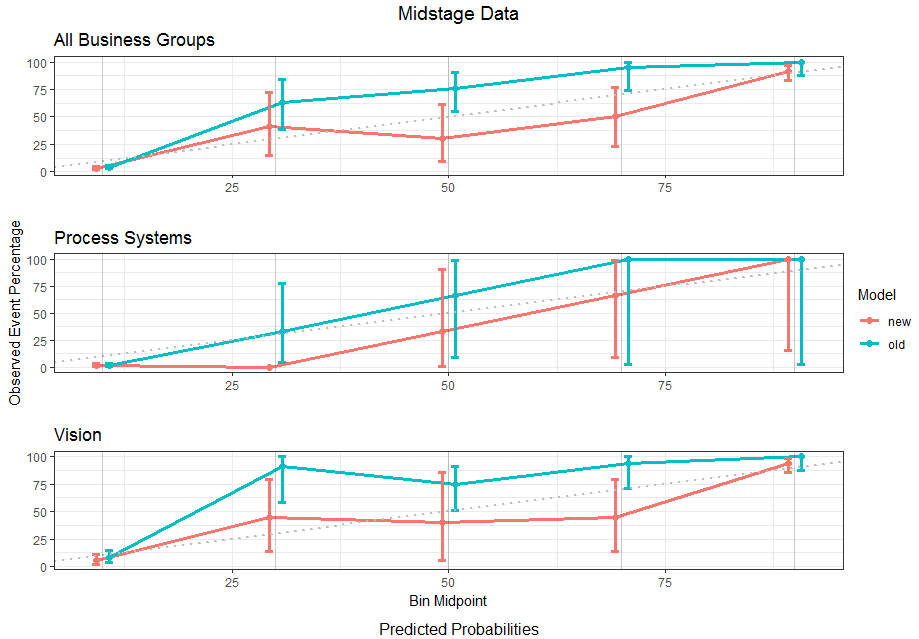 Midstage Data
All Business Groups
100
75
50
25
0
25 50 75
Process Systems
100
75
50
25
0
25 50 75
Observed Event Percentage
Model
new
old
Vision
100
75
50
25
0
25 50 75
Bin Midpoint
Predicted Probabilities